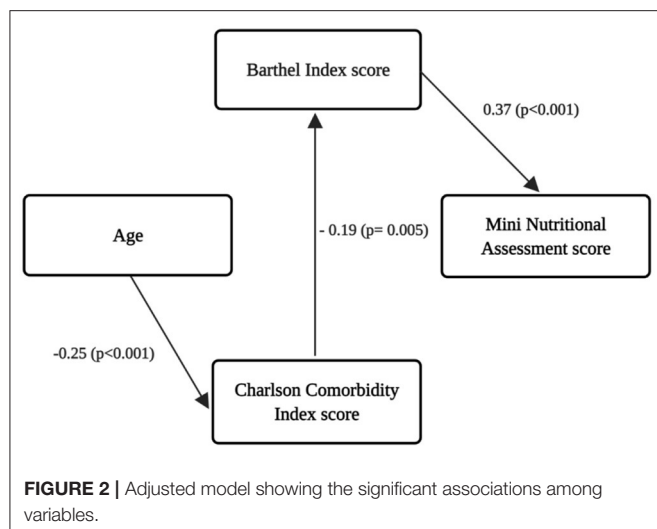 Barthel Index score
0.37 (p<0.001)
Mini Nutritional
Assessment score
Age
- 0.19 (p= 0.005)
-0.25 (p<0.001)
Charlson Comorbidity
Index score
FIGURE 2 | Adjusted model showing the significant associations among
variables.